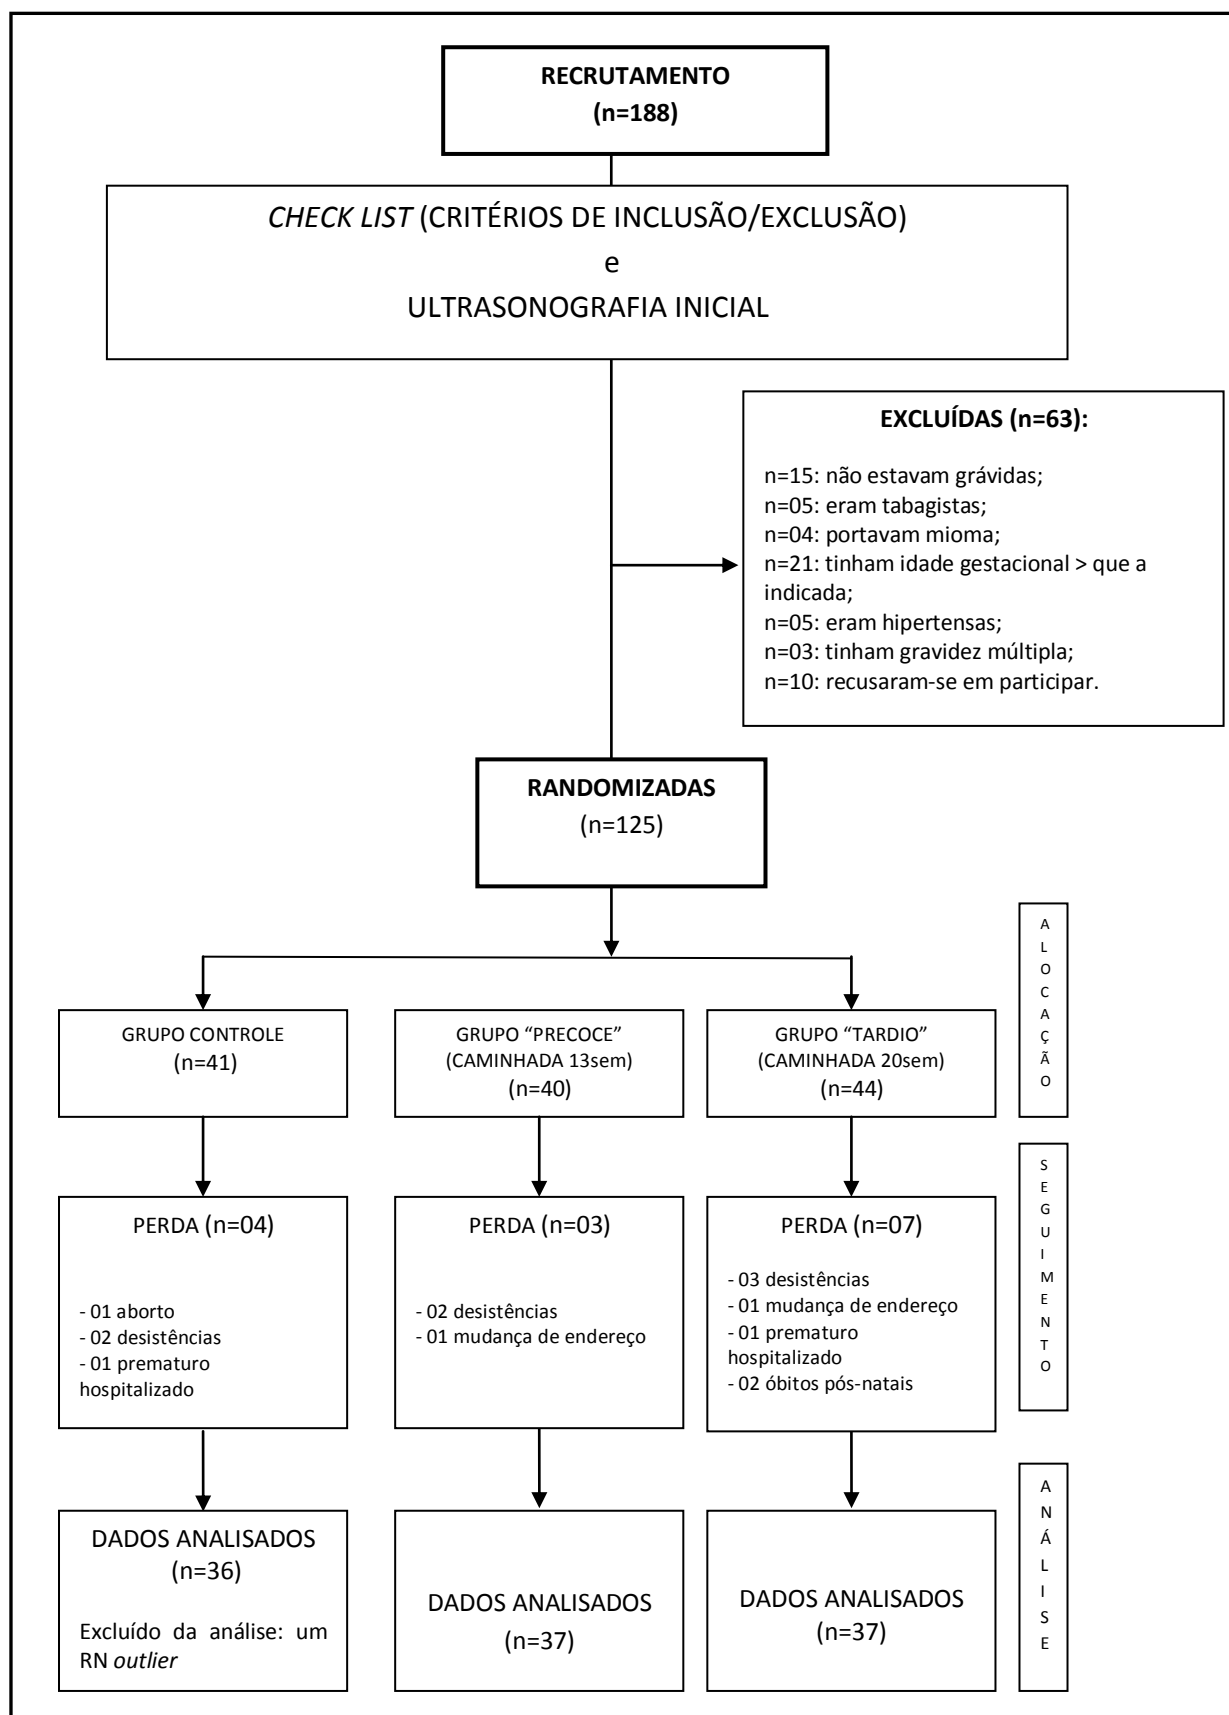 RECRUTAMENTO
(n=188)
CHECK LIST (CRITÉRIOS DE INCLUSÃO/EXCLUSÃO)
e
ULTRASONOGRAFIA INICIAL
EXCLUÍDAS (n=63):
n=15: não estavam grávidas;
n=05: eram tabagistas;
n=04: portavam mioma;
n=21: tinham idade gestacional > que a
indicada;
n=05: eram hipertensas;
n=03: tinham gravidez múltipla;
n=10: recusaram-se em participar.
RANDOMIZADAS
(n=125)
ALOCAÇÃO
GRUPO CONTROLE
(n=41)
GRUPO “PRECOCE”
(CAMINHADA 13sem)
(n=40)
GRUPO “TARDIO”
(CAMINHADA 20sem)
(n=44)
SEGUIMENTO
PERDA (n=04)
- 01 aborto
- 02 desistências
- 01 prematuro
hospitalizado
PERDA (n=03)
- 02 desistências
- 01 mudança de endereço
PERDA (n=07)
- 03 desistências
- 01 mudança de endereço
- 01 prematuro
hospitalizado
- 02 óbitos pós-natais
ANÁLISE
DADOS ANALISADOS
(n=36)
Excluído da análise: um
RN outlier
DADOS ANALISADOS
(n=37)
DADOS ANALISADOS
(n=37)